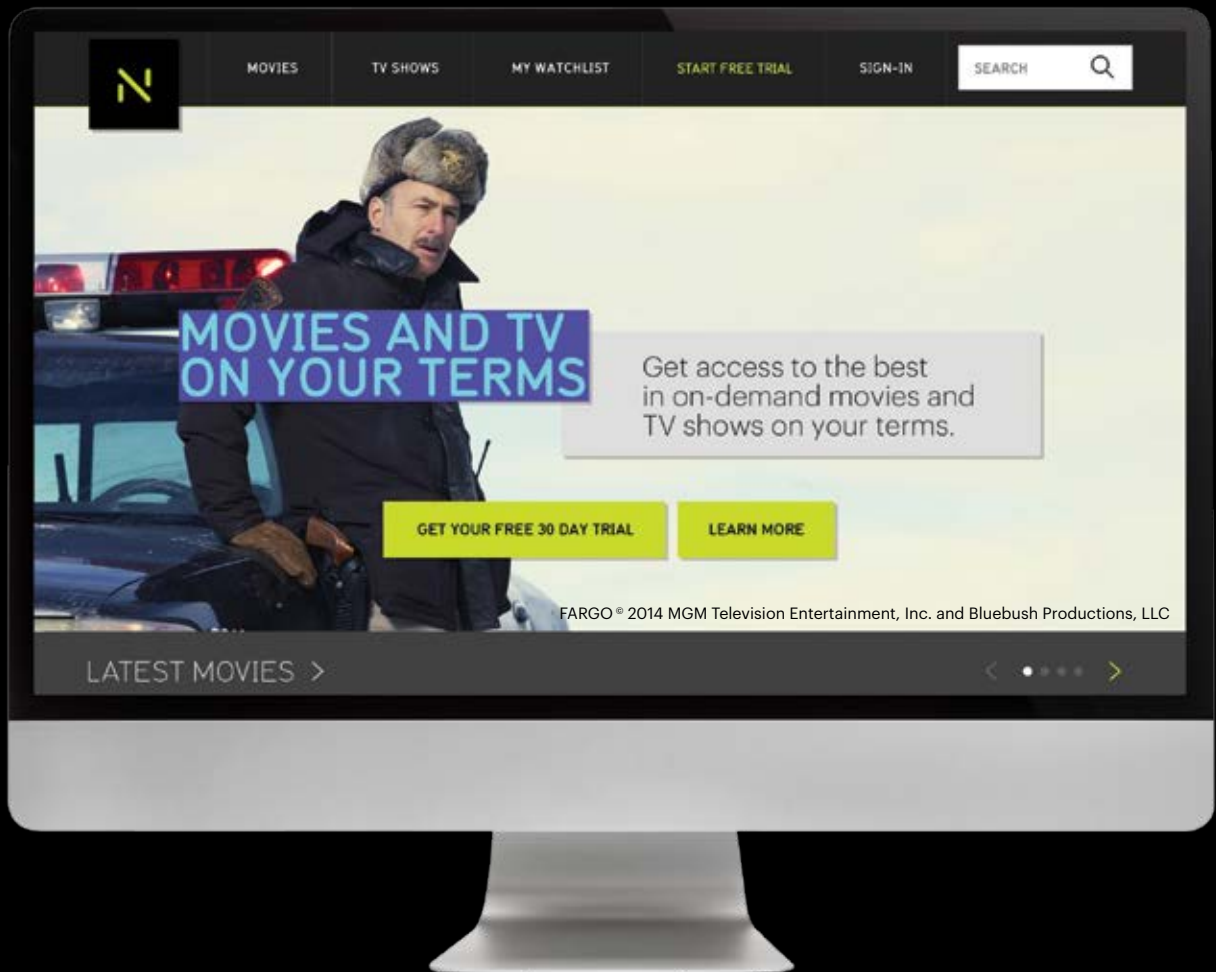 N
MOVIES
TV SHOWS
MY WATCHLIST
START FREE TRIAL
SIGN-IN
SEARCH
MOVIES AND TV
ON YOUR TERMS
Get access to the best
in on-demand movies and
TV shows on your terms.
GET YOUR FREE 30 DAY TRIAL
LEARN MORE
FARGO © 2014 MGM Television Entertainment, Inc. and Bluebush Productions, LLC
LATEST MOVIES >